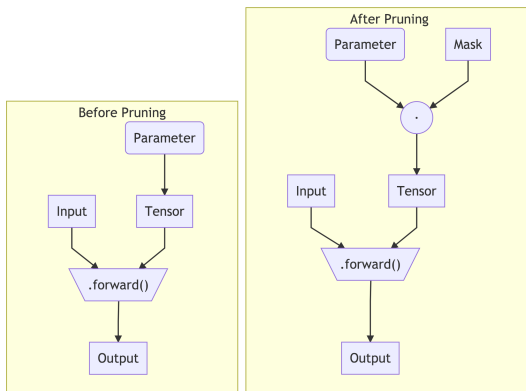 Before Pruning
Parameter
Input
Tensor
.forward()
Output
After Pruning
Parameter
Mask
·
Input
Tensor
.forward()
Output